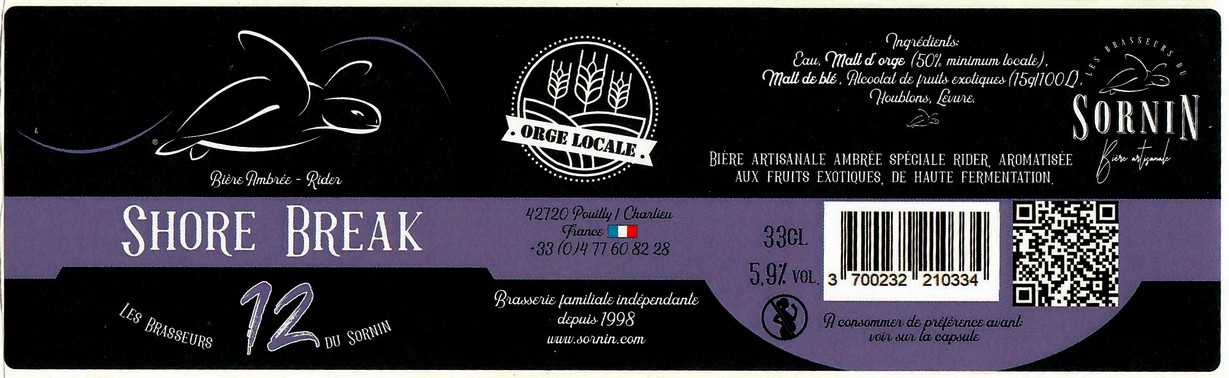 Bière Ambrée - Rider
SHORE BREAK
LES BRASSEURS 12 DU SORNIN
ORGE LOCALE
42720 Pouilly / Charlieu
France
+33 (0)4 77 60 82 28
Brasserie familiale indépendante
depuis 1998
www.sornin.com
Ingrédients:
Eau, Malt d'orge (50% minimum locale),
Malt de blé, Alcoolat de fruits exotiques (15g/100L),
Houblons, Levure.
BIÈRE ARTISANALE AMBRÉE SPÉCIALE RIDER, AROMATISÉE
AUX FRUITS EXOTIQUES, DE HAUTE FERMENTATION.
LES BRASSEURS DU
SORNIN
Bière artisanale
33CL
5,9% VOL.
3 700232 210334
A consommer de préférence avant:
voir sur la capsule